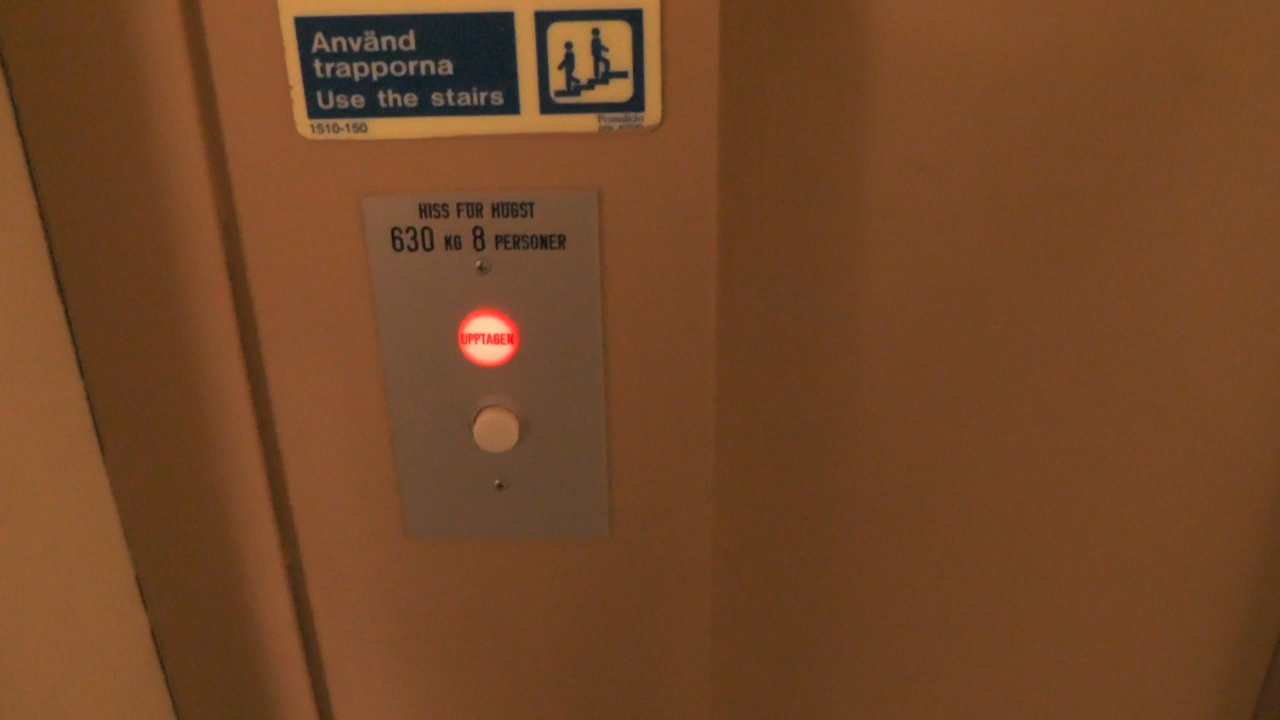 Använd
trapporna
Use the stairs
1510-150
HISS FÖR HÖGST
630 KG 8 PERSONER
UPPTAGEN